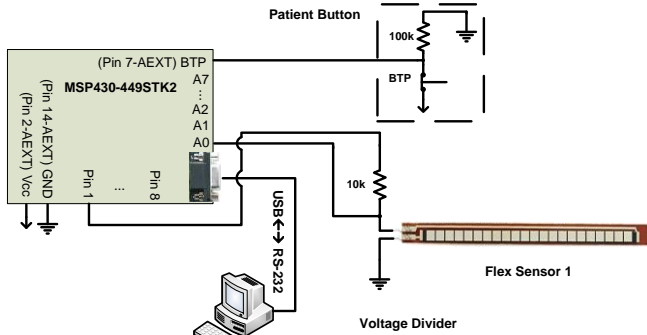 Patient Button
100k
BTP
(Pin 7-AEXT) BTP
MSP430-449STK2
A7
...
A2
A1
A0
(Pin 2-AEXT) Vcc
(Pin 14-AEXT) GND
Pin 1
...
Pin 8
10k
USB<-> RS-232
Flex Sensor 1
Voltage Divider